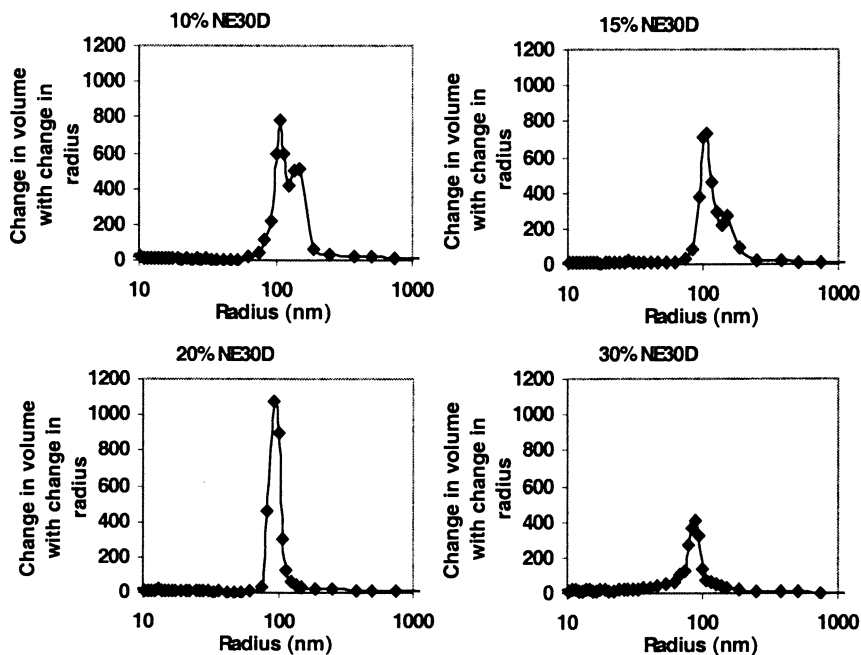 10% NE30D
Change in volume
with change in
radius
1200
1000
800
600
400
200
0
10
100
1000
Radius (nm)
15% NE30D
Change in volume
with change in
radius
1200
1000
800
600
400
200
0
10
100
1000
Radius (nm)
20% NE30D
Change in volume
with change in
radius
1200
1000
800
600
400
200
0
10
100
1000
Radius (nm)
30% NE30D
Change in volume
with change in
radius
1200
1000
800
600
400
200
0
10
100
1000
Radius (nm)